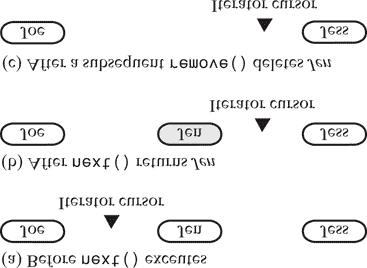 (a) Before next() executes
Joe Jen Jess
Iterator cursor
(b) After next() returns Jen
Joe Jen Jess
Iterator cursor
(c) After a subsequent remove() deletes Jen
Joe Jess
Iterator cursor